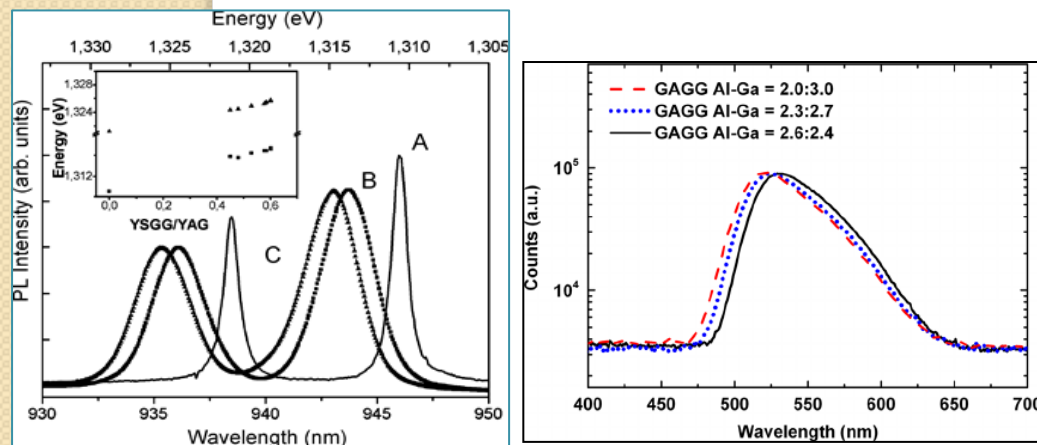 Energy (eV)
1,330 1,325 1,320 1,315 1,310 1,305
PL Intensity (arb. units)
Energy (eV)
1,328
1,324
1,312
0,0 0,2 0,4 0,6
YSGG/YAG
A
B
C
930 935 940 945 950
Wavelength (nm)
GAGG Al-Ga = 2.0:3.0
GAGG Al-Ga = 2.3:2.7
GAGG Al-Ga = 2.6:2.4
Counts (a.u.)
10^5
10^4
400 450 500 550 600 650 700
Wavelength (nm)